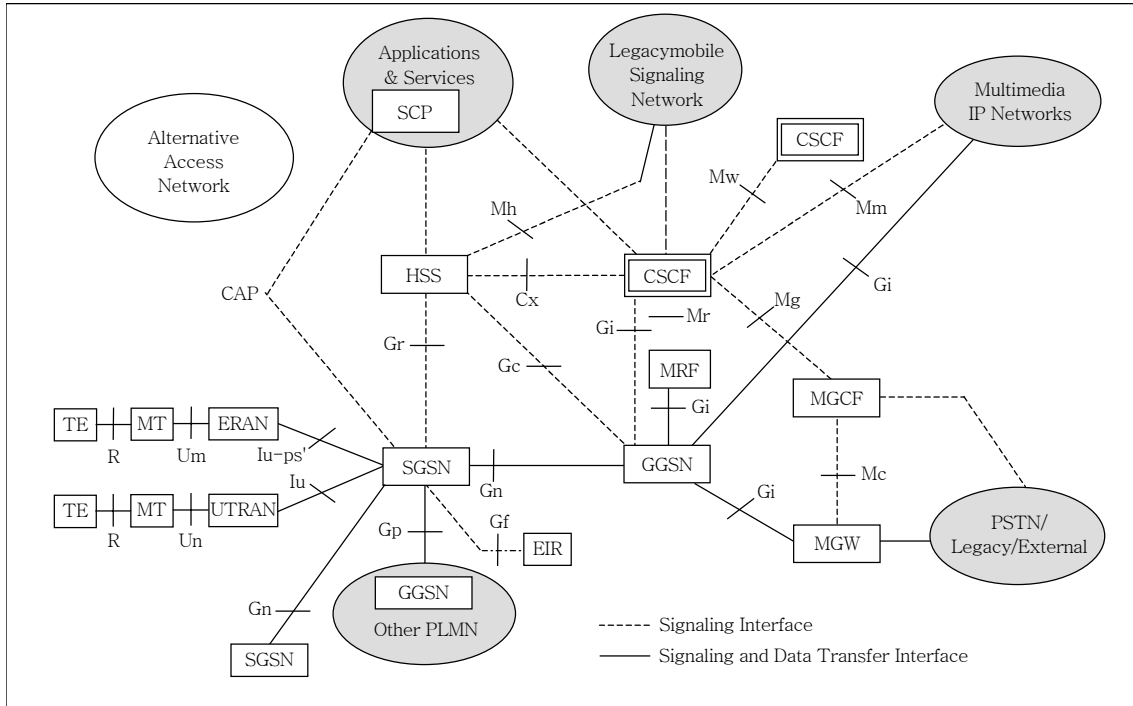 Applications
& Services
SCP
Legacymobile
Signaling
Network
Multimedia
IP Networks
Alternative
Access
Network
CSCF
Mw
Mm
Mh
HSS
CSCF
Cx
CAP
Gi
Mg
Gi
Mr
Gr
Gc
MRF
Gi
MGCF
TE
MT
ERAN
R
Um
Iu-ps'
SGSN
Gn
GGSN
Mc
Iu
Gi
TE
MT
UTRAN
R
Un
Gp
Gf
EIR
MGW
PSTN/
Legacy/External
GGSN
Other PLMN
Gn
SGSN
Signaling Interface
Signaling and Data Transfer Interface